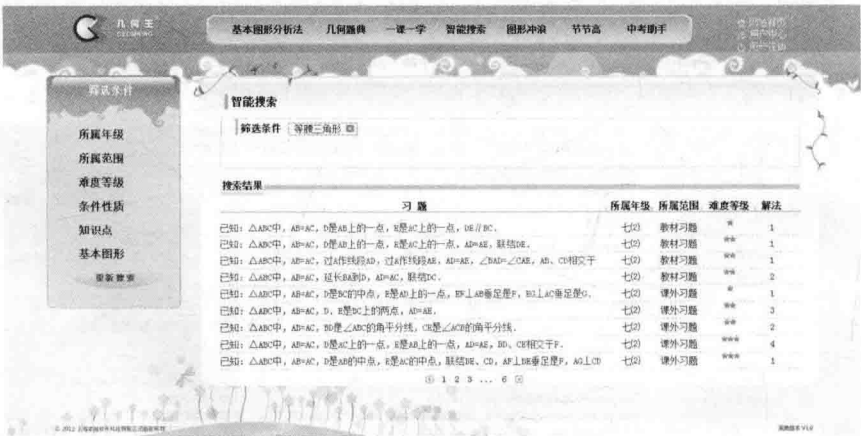 几何王
基本图形分析法 几何题典 一课一学 智能搜索 图形冲浪 节节高 中考助手
筛选条件
所属年级
所属范围
难度等级
条件性质
知识点
基本图形
重新搜索
智能搜索
筛选条件 等腰三角形
搜索结果
习题 所属年级 所属范围 难度等级 解法
已知：△ABC中，AB=AC，D是AB上的一点，E是AC上的一点，DE∥BC. 七(2) 教材习题 * 1
已知：△ABC中，AB=AC，D是AB上的一点，E是AC上的一点，AD=AE，联结DE. 七(2) 教材习题 ** 1
已知：△ABC中，AB=AC，过A作线段AD，过A作线段AE，AD=AE，∠BAD=∠CAE，AB、CD相交于 七(2) 教材习题 ** 1
已知：△ABC中，AB=AC，延长BA到D，AD=AC，联结DC. 七(2) 教材习题 ** 2
已知：△ABC中，AB=AC，D是BC的中点，E是AD上的一点，EF⊥AB垂足是F，EG⊥AC垂足是G. 七(2) 课外习题 * 1
已知：△ABC中，AB=AC，D、E是BC上的两点，AD=AE. 七(2) 课外习题 ** 3
已知：△ABC中，AB=AC，BD是∠ABC的角平分线，CE是∠ACB的角平分线. 七(2) 课外习题 ** 2
已知：△ABC中，AB=AC，D是AC上的一点，E是AB上的一点，AD=AE，BD、CE相交于F. 七(2) 课外习题 *** 4
已知：△ABC中，AB=AC，D是AB的中点，E是AC的中点，联结DE、CD，AF⊥BE垂足是F，AG⊥CD 七(2) 课外习题 *** 1
1 2 3 ... 6
V1.0